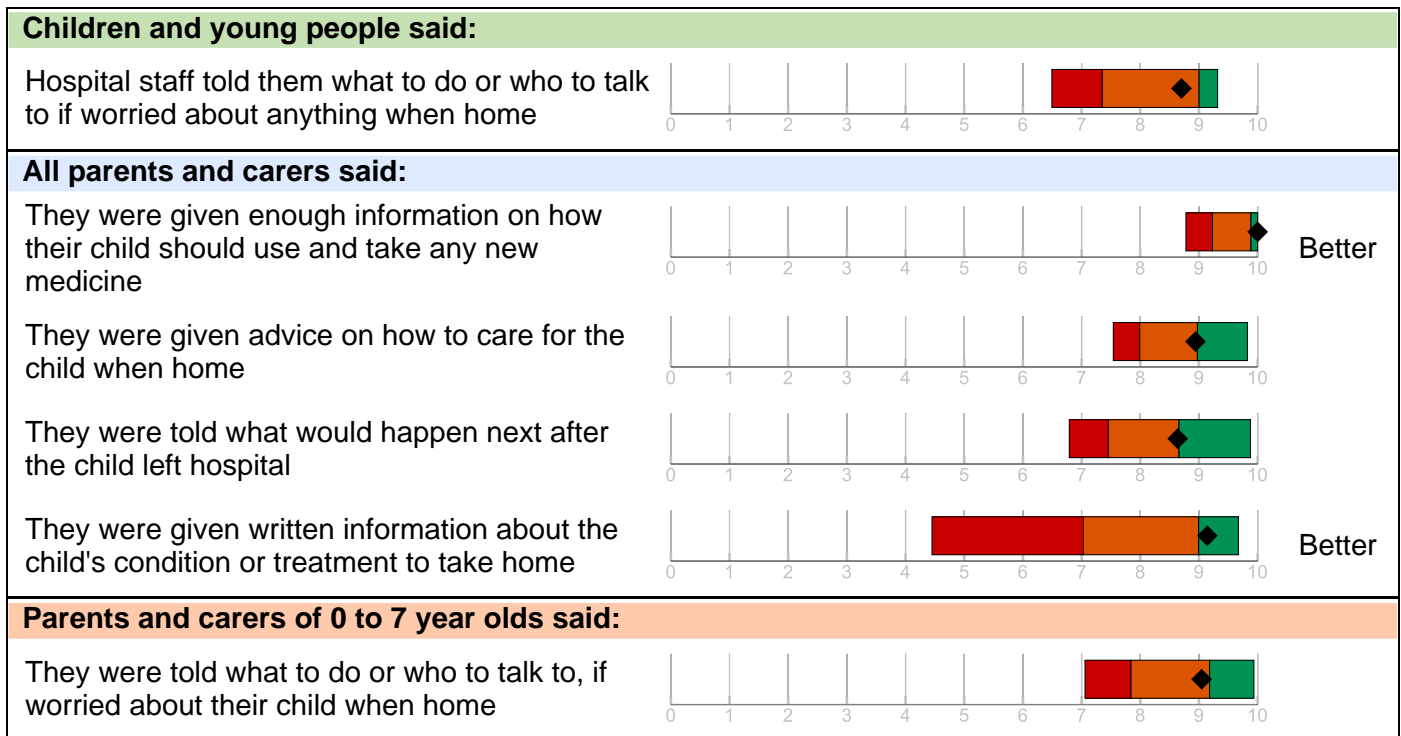 Children and young people said:
Hospital staff told them what to do or who to talk
to if worried about anything when home
0 1 2 3 4 5 6 7 8 9 10
All parents and carers said:
They were given enough information on how
their child should use and take any new
medicine
0 1 2 3 4 5 6 7 8 9 10
Better
They were given advice on how to care for the
child when home
0 1 2 3 4 5 6 7 8 9 10
They were told what would happen next after
the child left hospital
0 1 2 3 4 5 6 7 8 9 10
They were given written information about the
child's condition or treatment to take home
0 1 2 3 4 5 6 7 8 9 10
Better
Parents and carers of 0 to 7 year olds said:
They were told what to do or who to talk to, if
worried about their child when home
0 1 2 3 4 5 6 7 8 9 10